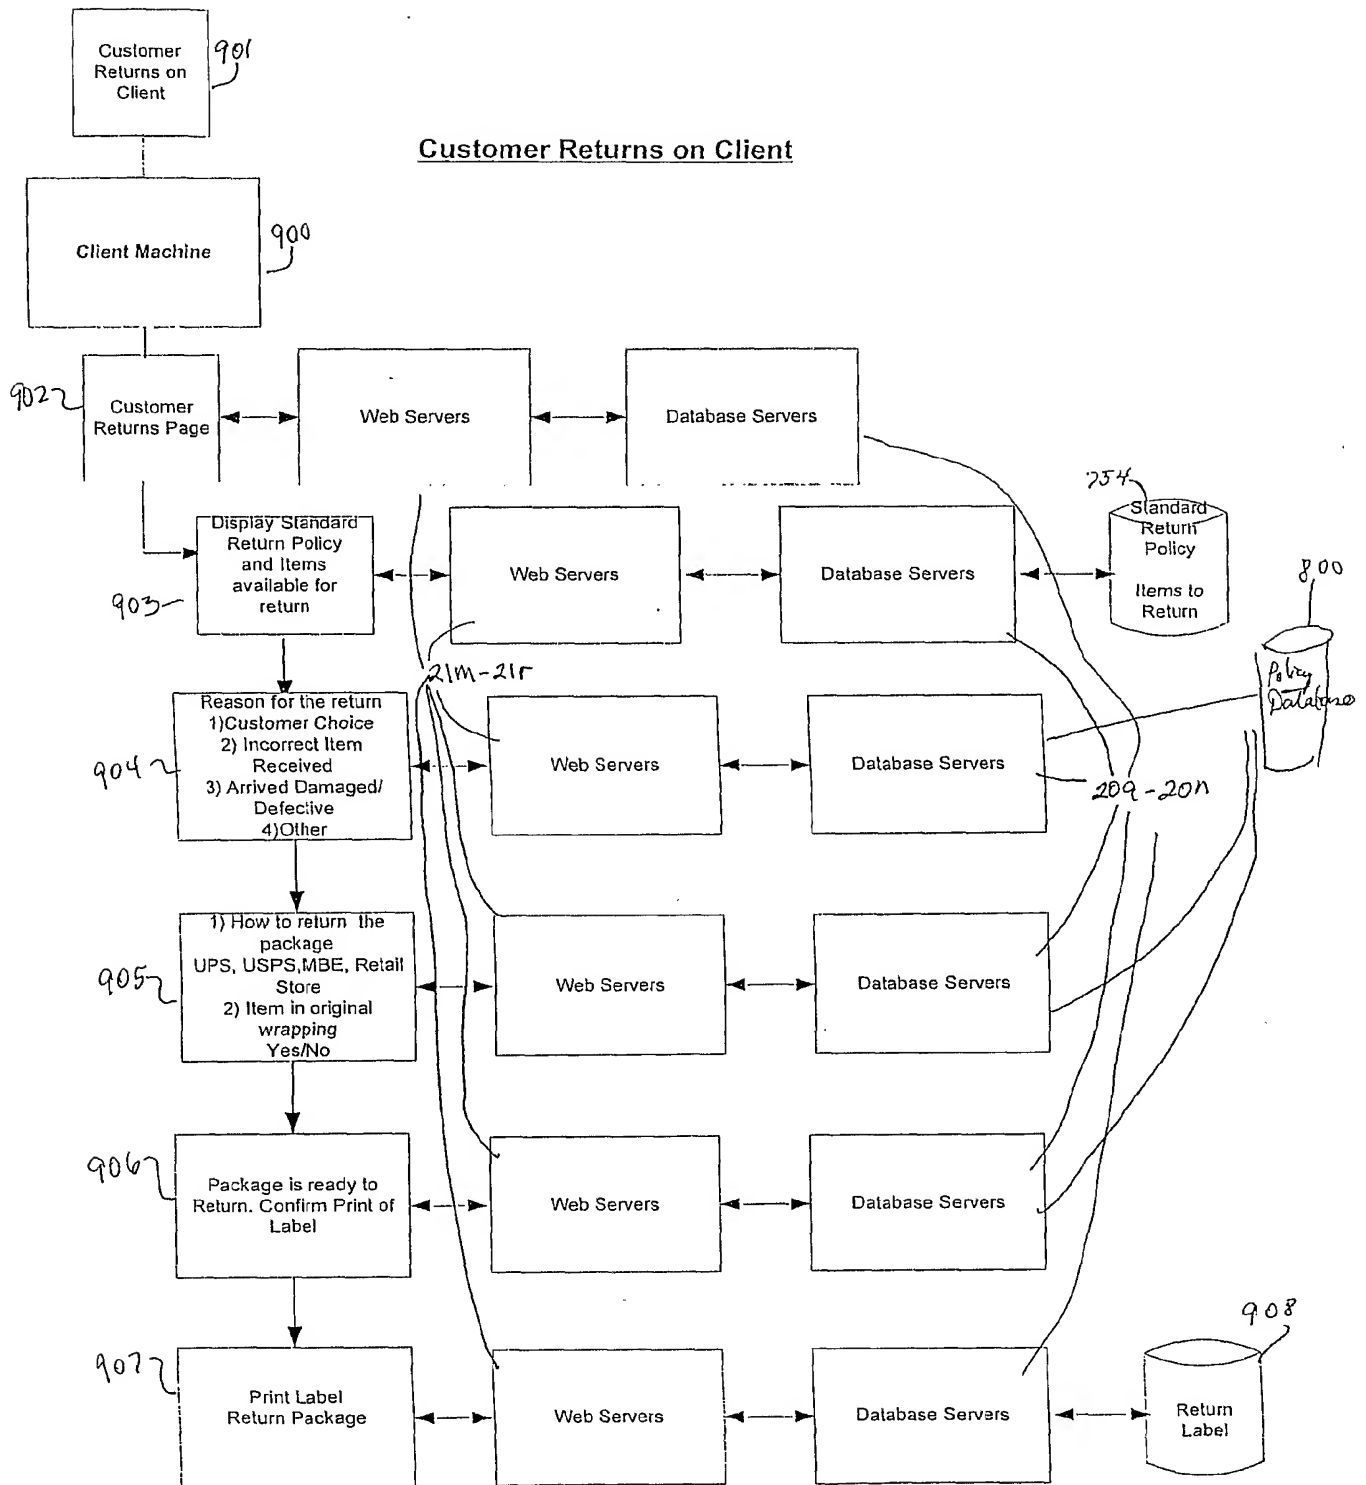 Customer
Returns on
Client
901
Customer Returns on Client
Client Machine
900
902
Customer
Returns Page
Web Servers
Database Servers
903
Display Standard
Return Policy
and Items
available for
return
Web Servers
Database Servers
754
Standard
Return
Policy
Items to
Return
800
Policy
Database
21m-21r
904
Reason for the return
1)Customer Choice
2) Incorrect Item
Received
3) Arrived Damaged/
Defective
4)Other
Web Servers
Database Servers
20q-20n
905
1) How to return the
package
UPS, USPS,MBE, Retail
Store
2) Item in original
wrapping
Yes/No
Web Servers
Database Servers
906
Package is ready to
Return. Confirm Print of
Label
Web Servers
Database Servers
907
Print Label
Return Package
Web Servers
Database Servers
908
Return
Label